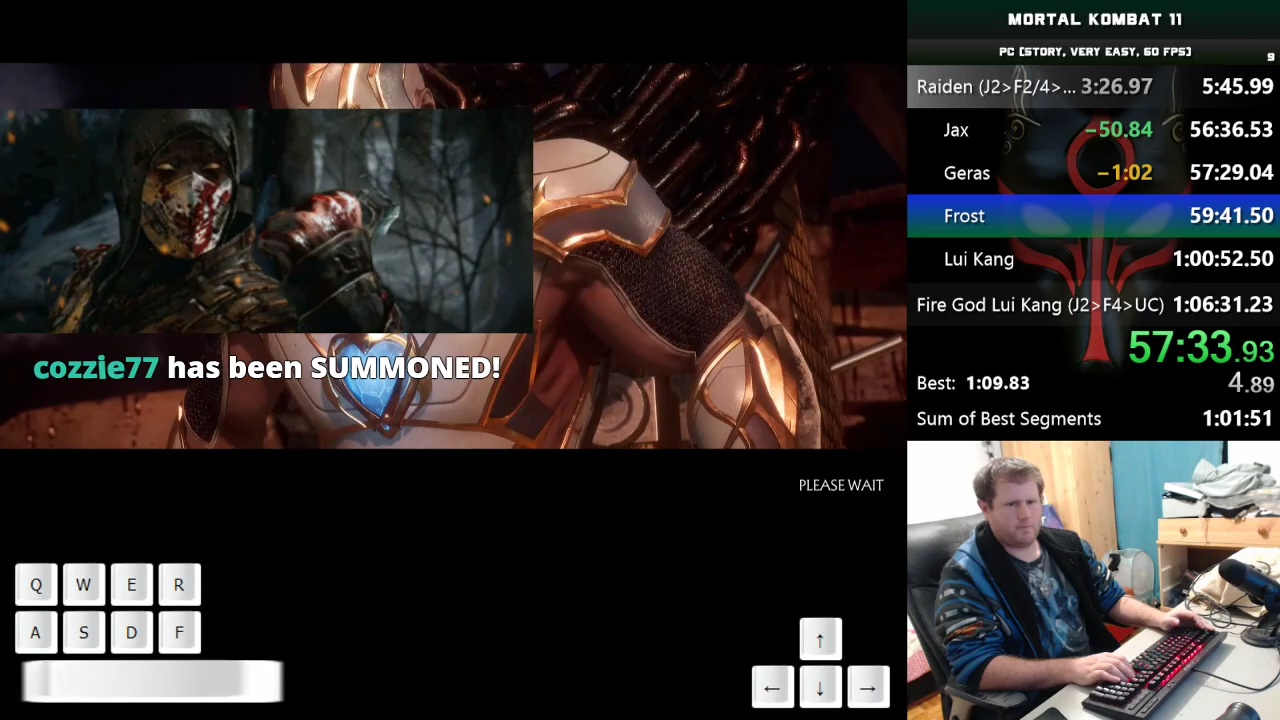 MORTAL KOMBAT 11
PC (STORY, VERY EASY, 60 FPS)
9
Raiden (J2>F2/4>... 3:26.97 5:45.99
Jax −50.84 56:36.53
Geras −1:02 57:29.04
Frost 59:41.50
Lui Kang 1:00:52.50
Fire God Lui Kang (J2>F4>UC) 1:06:31.23
57:33.93
Best: 1:09.83 4.89
Sum of Best Segments 1:01:51
cozzie77 has been SUMMONED!
PLEASE WAIT
Q W E R
A S D F
↑
← ↓ →